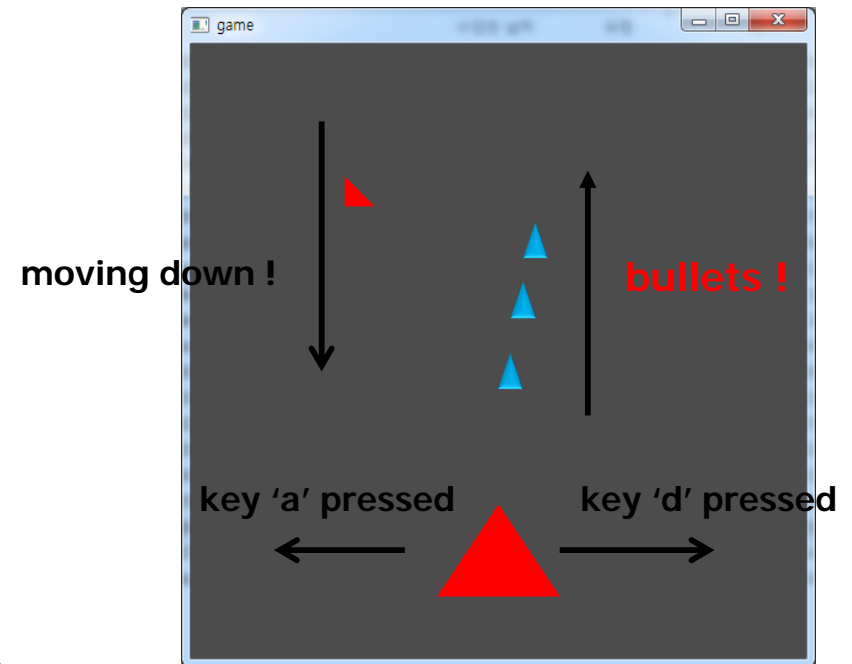 game
moving down !
bullets !
key ‘a’ pressed
key ‘d’ pressed